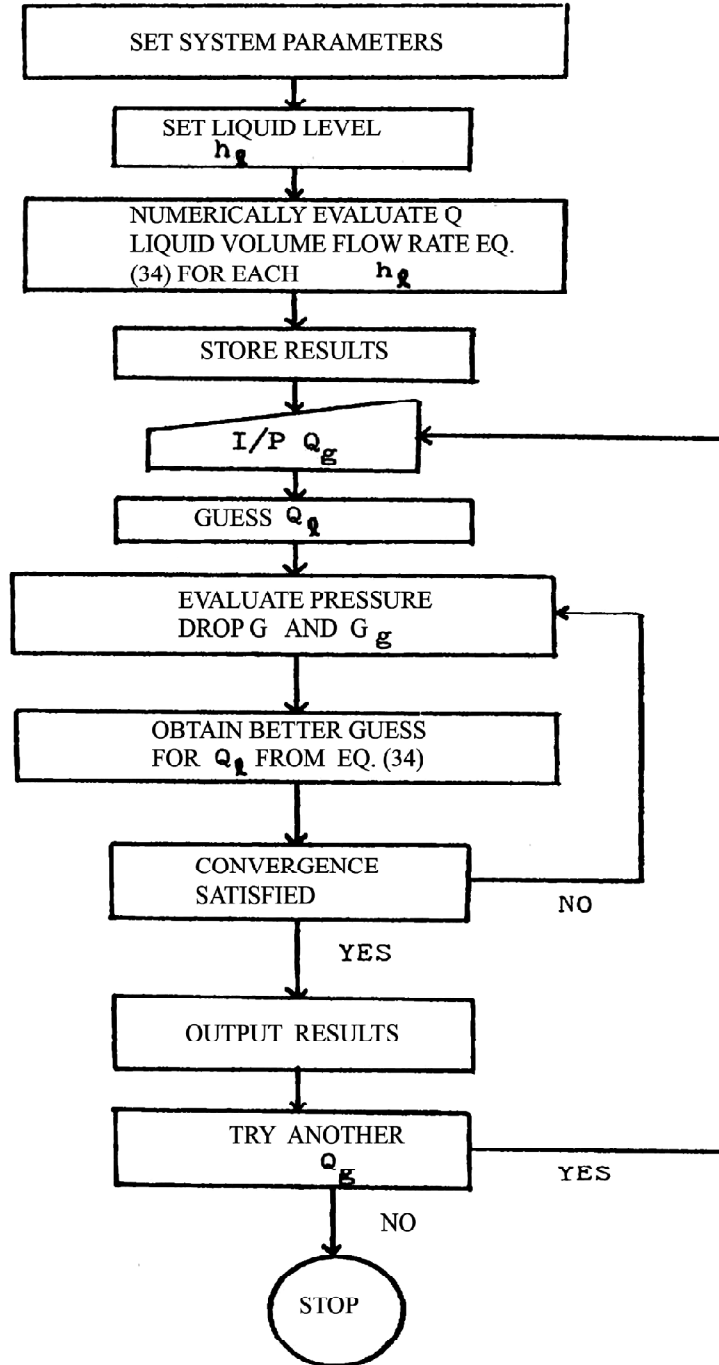 SET SYSTEM PARAMETERS
SET LIQUID LEVEL
hℓ
NUMERICALLY EVALUATE Q
LIQUID VOLUME FLOW RATE EQ.
(34) FOR EACH hℓ
STORE RESULTS
I/P Qg
GUESS Qℓ
EVALUATE PRESSURE
DROP G AND Gg
OBTAIN BETTER GUESS
FOR Qℓ FROM EQ. (34)
CONVERGENCE
SATISFIED
NO
YES
OUTPUT RESULTS
TRY ANOTHER
Qg
YES
NO
STOP